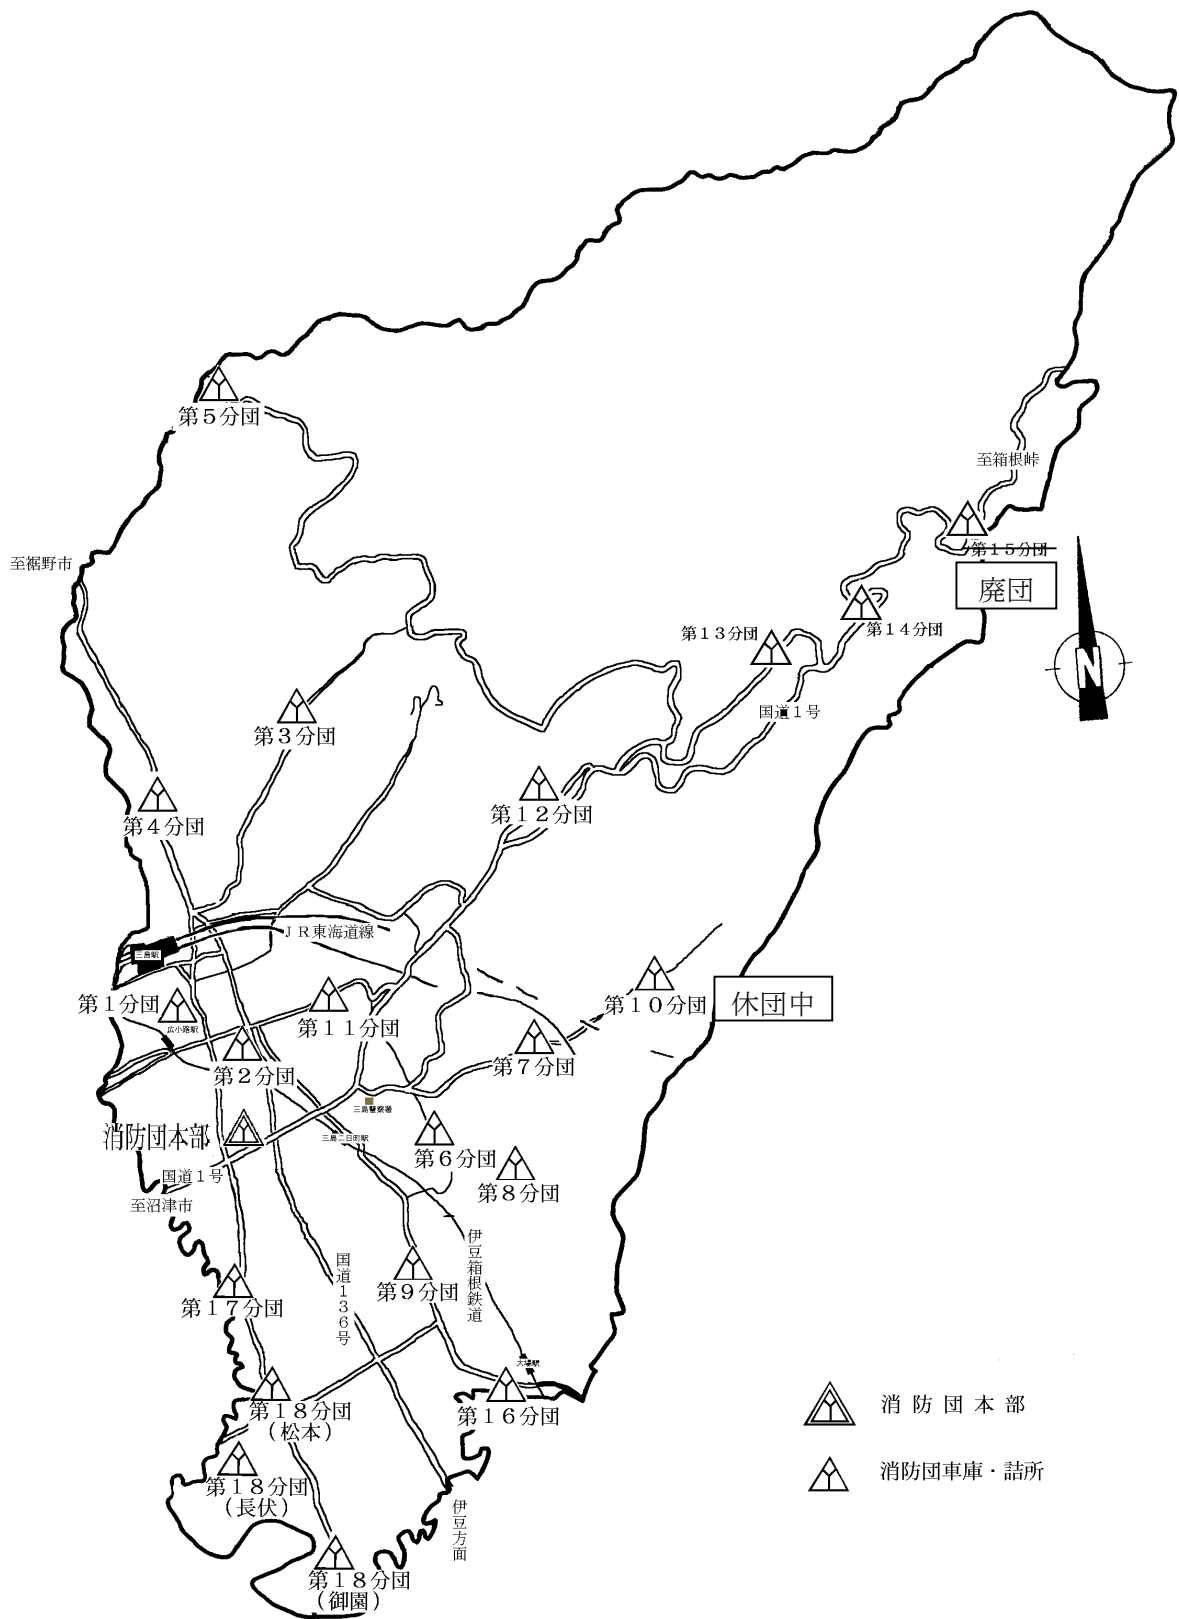 第５分団
至箱根峠
第１５分団
至裾野市
廃団
第１４分団
第１３分団
N
国道１号
第３分団
第１２分団
第４分団
ＪＲ東海道線
三島駅
第１分団
第１０分団
休団中
広小路駅
第１１分団
第７分団
第２分団
三島警察署
消防団本部
三島二日町駅
第６分団
国道１号
第８分団
至沼津市
伊豆箱根鉄道
国道１３６号
第９分団
第１７分団
大場駅
第１８分団
（松本）
第１６分団
消防団本部
第１８分団
（長伏）
消防団車庫・詰所
伊豆方面
第１８分団
（御園）